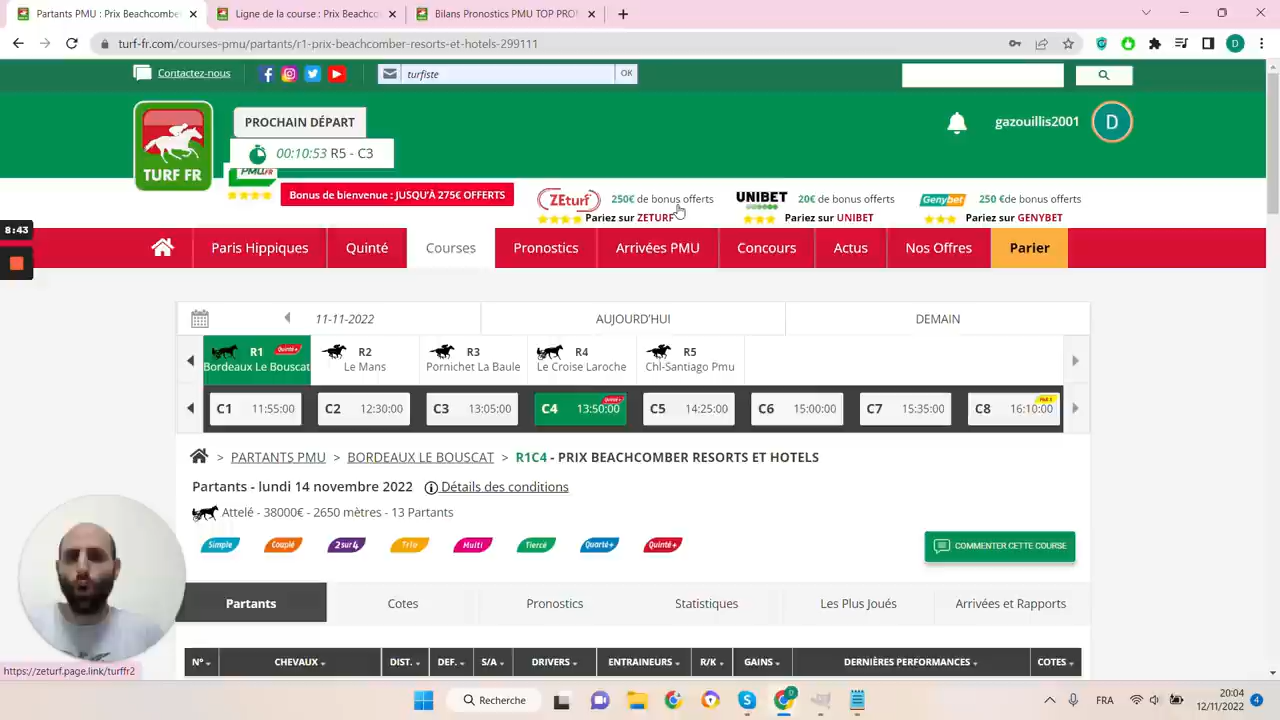 Partants PMU : Prix Beachcombe
Ligne de la course : Prix Beach
Bilans Pronostics PMU TOP PRO
turf-fr.com/courses-pmu/partants/r1-prix-beachcomber-resorts-et-hotels-299111
Contactez-nous
turfiste
OK
PROCHAIN DÉPART
00:10:53 R5 - C3
gazouillis2001
D
TURF FR
PMU.FR
Bonus de bienvenue : JUSQU'À 275€ OFFERTS
ZEturf
250€ de bonus offerts
Pariez sur ZETURF
UNIBET
20€ de bonus offerts
Pariez sur UNIBET
Genybet
250 €de bonus offerts
Pariez sur GENYBET
8:43
Paris Hippiques
Quinté
Courses
Pronostics
Arrivées PMU
Concours
Actus
Nos Offres
Parier
11-11-2022
AUJOURD'HUI
DEMAIN
R1 Quinté+
Bordeaux Le Bouscat
R2
Le Mans
R3
Pornichet La Baule
R4
Le Croise Laroche
R5
Chl-Santiago Pmu
C1 11:55:00
C2 12:30:00
C3 13:05:00
C4 13:50:00
C5 14:25:00
C6 15:00:00
C7 15:35:00
C8 16:10:00
> PARTANTS PMU > BORDEAUX LE BOUSCAT > R1C4 - PRIX BEACHCOMBER RESORTS ET HOTELS
Partants - lundi 14 novembre 2022
Détails des conditions
Attelé - 38000€ - 2650 mètres - 13 Partants
Simple
Couplé
2sur4
Trio
Multi
Tiercé
Quarté+
Quinté+
COMMENTER CETTE COURSE
Partants
Cotes
Pronostics
Statistiques
Les Plus Joués
Arrivées et Rapports
N°
CHEVAUX
DIST.
DEF.
S/A
DRIVERS
ENTRAINEURS
R/K
GAINS
DERNIÈRES PERFORMANCES
COTES
https://zeturf.page.link/turffr2
Recherche
FRA
20:04
12/11/2022
4